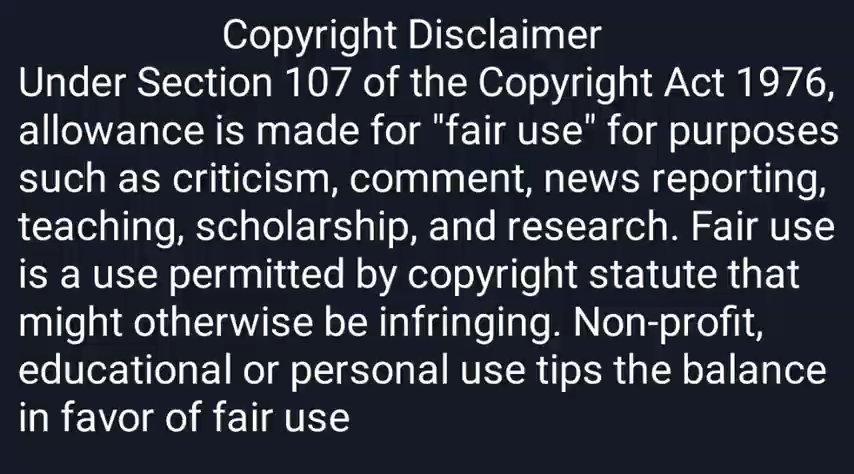 Copyright Disclaimer
Under Section 107 of the Copyright Act 1976,
allowance is made for "fair use" for purposes
such as criticism, comment, news reporting,
teaching, scholarship, and research. Fair use
is a use permitted by copyright statute that
might otherwise be infringing. Non-profit,
educational or personal use tips the balance
in favor of fair use